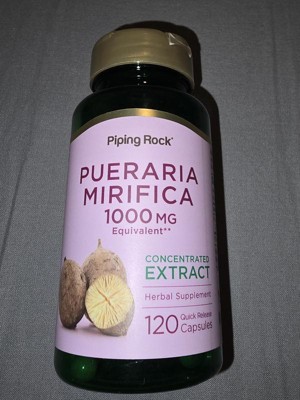 Piping Rock®
PUERARIA
MIRIFICA
1000 MG
Equivalent**
CONCENTRATED
EXTRACT
Herbal Supplement
120 Quick Release
Capsules